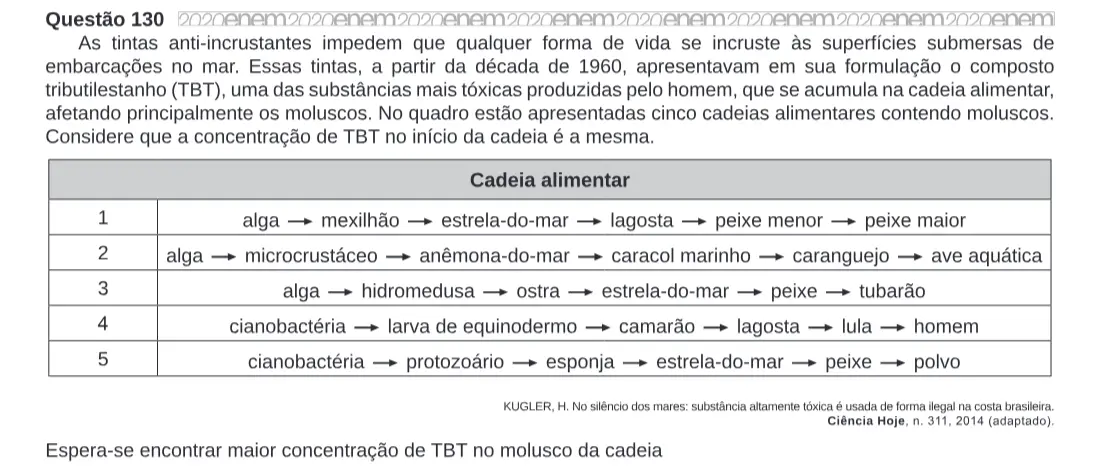 Questão 130 2020enem2020enem2020enem2020enem2020enem2020enem2020enem2020enem
As tintas anti-incrustantes impedem que qualquer forma de vida se incruste às superfícies submersas de
embarcações no mar. Essas tintas, a partir da década de 1960, apresentavam em sua formulação o composto
tributilestanho (TBT), uma das substâncias mais tóxicas produzidas pelo homem, que se acumula na cadeia alimentar,
afetando principalmente os moluscos. No quadro estão apresentadas cinco cadeias alimentares contendo moluscos.
Considere que a concentração de TBT no início da cadeia é a mesma.
Cadeia alimentar
1 alga → mexilhão → estrela-do-mar → lagosta → peixe menor → peixe maior
2 alga → microcrustáceo → anêmona-do-mar → caracol marinho → caranguejo → ave aquática
3 alga → hidromedusa → ostra → estrela-do-mar → peixe → tubarão
4 cianobactéria → larva de equinodermo → camarão → lagosta → lula → homem
5 cianobactéria → protozoário → esponja → estrela-do-mar → peixe → polvo
KUGLER, H. No silêncio dos mares: substância altamente tóxica é usada de forma ilegal na costa brasileira.
Ciência Hoje, n. 311, 2014 (adaptado).
Espera-se encontrar maior concentração de TBT no molusco da cadeia